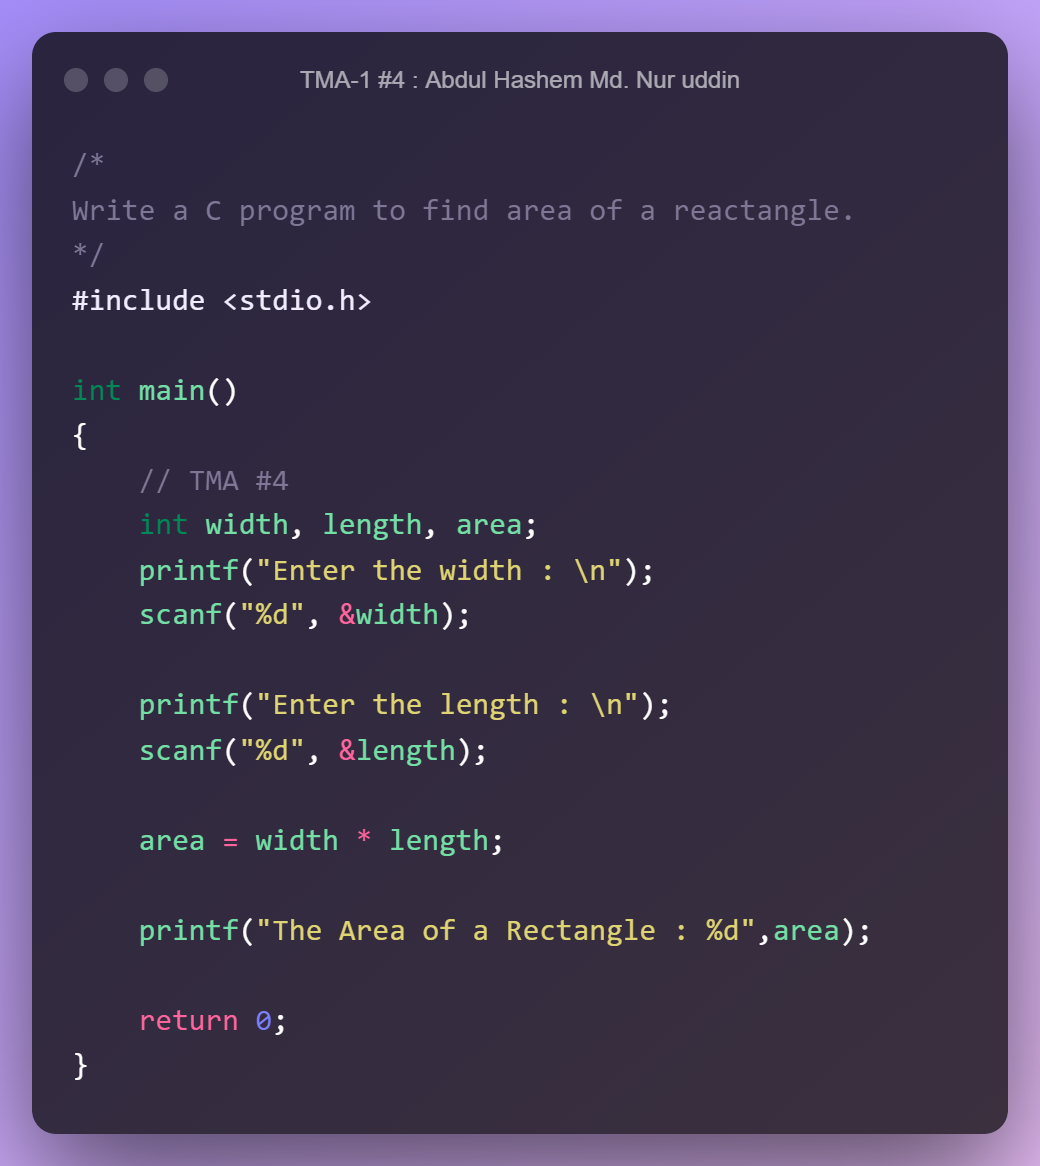 TMA-1 #4 : Abdul Hashem Md. Nur uddin
/*
Write a C program to find area of a reactangle.
*/
#include <stdio.h>
int main()
{
    // TMA #4
    int width, length, area;
    printf("Enter the width : \n");
    scanf("%d", &width);
    printf("Enter the length : \n");
    scanf("%d", &length);
    area = width * length;
    printf("The Area of a Rectangle : %d",area);
    return 0;
}